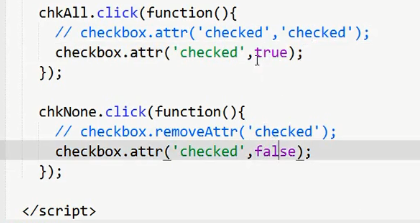 chkAll.click(function(){
// checkbox.attr('checked','checked');
checkbox.attr('checked',true);
});
chkNone.click(function(){
// checkbox.removeAttr('checked');
checkbox.attr('checked',false);
});
</script>